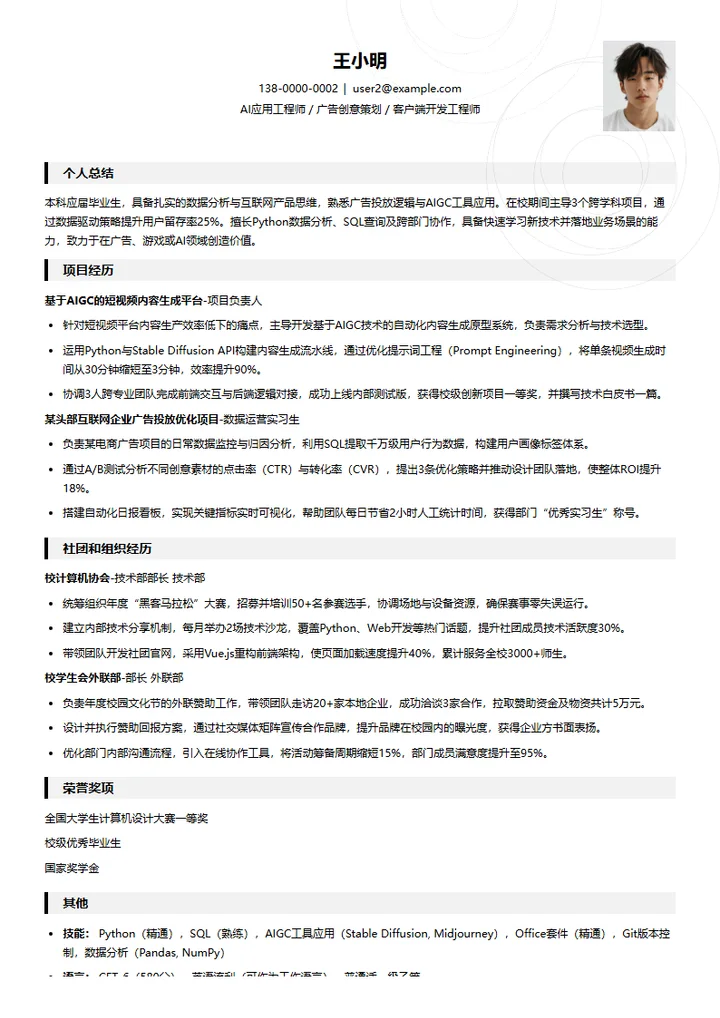 王小明
138-0000-0002 | user2@example.com
AI应用工程师 / 广告创意策划 / 客户端开发工程师
个人总结
本科应届毕业生，具备扎实的数据分析与互联网产品思维，熟悉广告投放逻辑与AIGC工具应用。在校期间主导3个跨学科项目，通
过数据驱动策略提升用户留存率25%。擅长Python数据分析、SQL查询及跨部门协作，具备快速学习新技术并落地业务场景的能
力，致力于在广告、游戏或AI领域创造价值。
项目经历
基于AIGC的短视频内容生成平台-项目负责人
• 针对短视频平台内容生产效率低下的痛点，主导开发基于AIGC技术的自动化内容生成原型系统，负责需求分析与技术选型。
• 运用Python与Stable Diffusion API构建内容生成流水线，通过优化提示词工程（Prompt Engineering），将单条视频生成时
间从30分钟缩短至3分钟，效率提升90%。
• 协调3人跨专业团队完成前端交互与后端逻辑对接，成功上线内部测试版，获得校级创新项目一等奖，并撰写技术白皮书一篇。
某头部互联网企业广告投放优化项目-数据运营实习生
• 负责某电商广告项目的日常数据监控与归因分析，利用SQL提取千万级用户行为数据，构建用户画像标签体系。
• 通过A/B测试分析不同创意素材的点击率（CTR）与转化率（CVR），提出3条优化策略并推动设计团队落地，使整体ROI提升
18%。
• 搭建自动化日报看板，实现关键指标实时可视化，帮助团队每日节省2小时人工统计时间，获得部门“优秀实习生”称号。
社团和组织经历
校计算机协会-技术部部长 技术部
• 统筹组织年度“黑客马拉松”大赛，招募并培训50+名参赛选手，协调场地与设备资源，确保赛事零失误运行。
• 建立内部技术分享机制，每月举办2场技术沙龙，覆盖Python、Web开发等热门话题，提升社团成员技术活跃度30%。
• 带领团队开发社团官网，采用Vue.js重构前端架构，使页面加载速度提升40%，累计服务全校3000+师生。
校学生会外联部-部长 外联部
• 负责年度校园文化节的外联赞助工作，带领团队走访20+家本地企业，成功洽谈3家合作，拉取赞助资金及物资共计5万元。
• 设计并执行赞助回报方案，通过社交媒体矩阵宣传合作品牌，提升品牌在校园内的曝光度，获得企业方书面表扬。
• 优化部门内部沟通流程，引入在线协作工具，将活动筹备周期缩短15%，部门成员满意度提升至95%。
荣誉奖项
全国大学生计算机设计大赛一等奖
校级优秀毕业生
国家奖学金
其他
• 技能： Python（精通），SQL（熟练），AIGC工具应用（Stable Diffusion, Midjourney），Office套件（精通），Git版本控
制，数据分析（Pandas, NumPy）